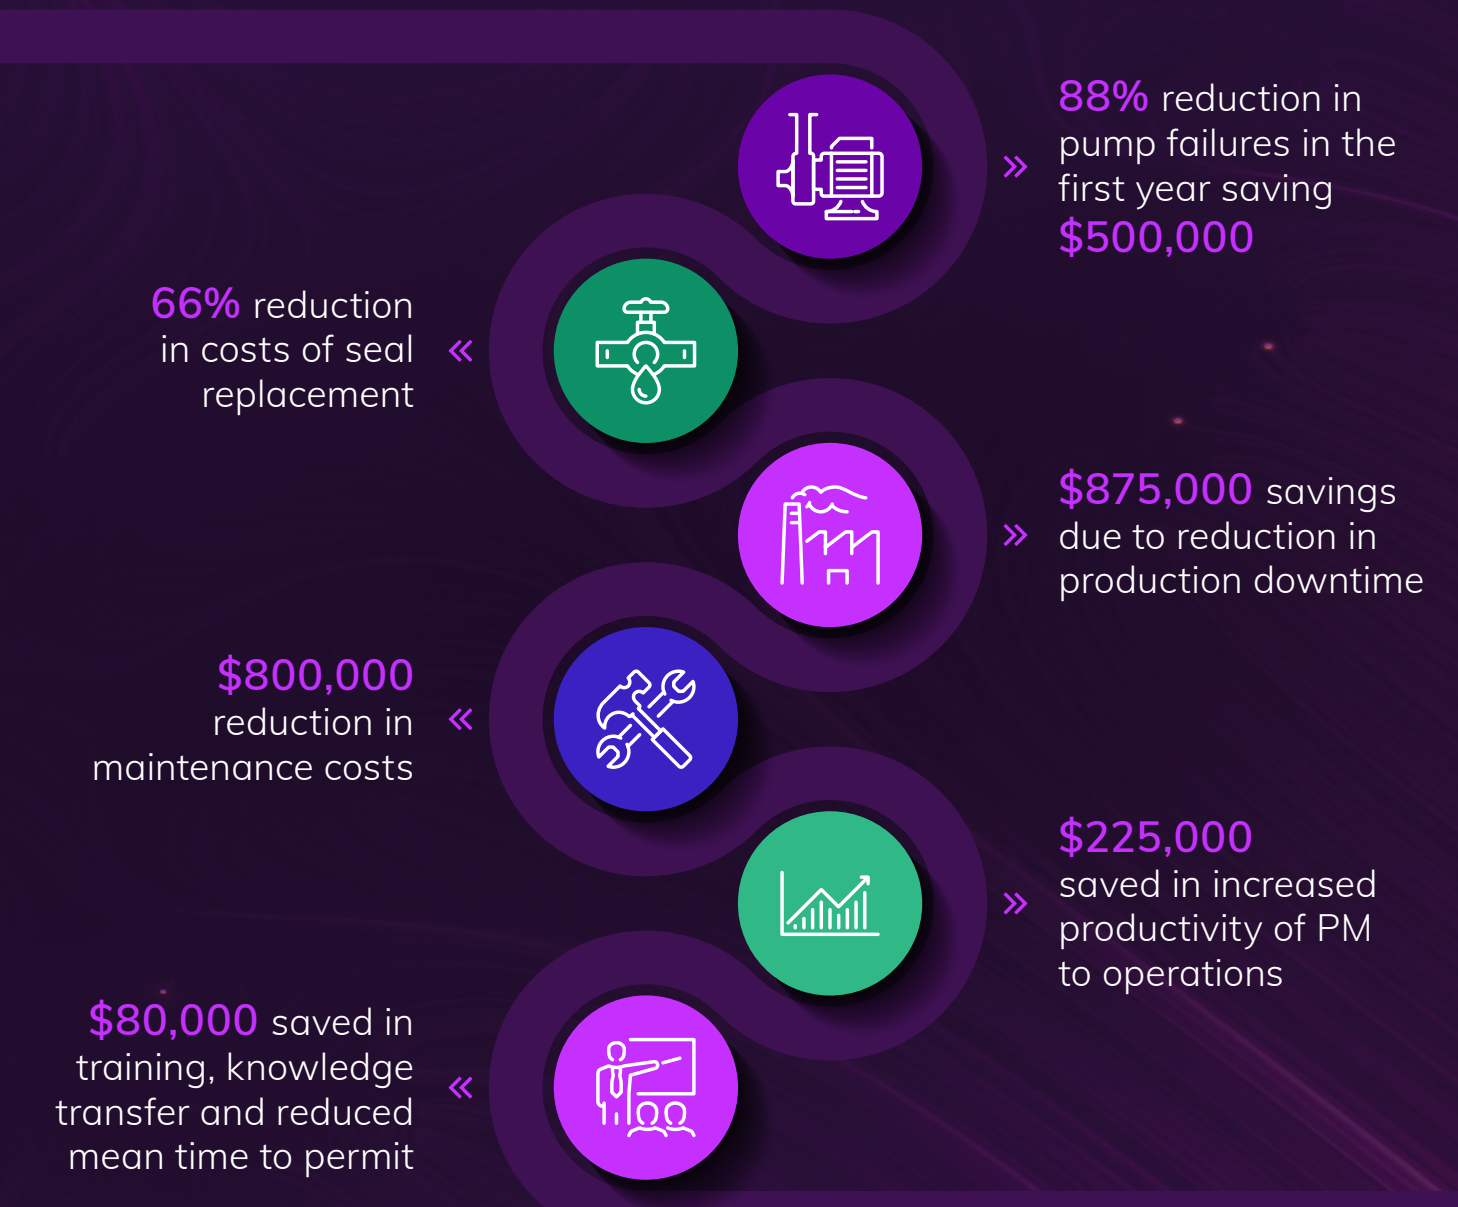 88% reduction in
pump failures in the
first year saving
$500,000
66% reduction
in costs of seal
replacement
$875,000 savings
due to reduction in
production downtime
$800,000
reduction in
maintenance costs
$225,000
saved in increased
productivity of PM
to operations
$80,000 saved in
training, knowledge
transfer and reduced
mean time to permit